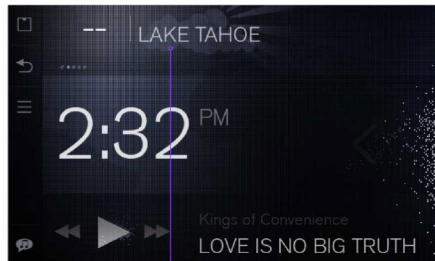 -- LAKE TAHOE
2:32 PM
Kings of Convenience
LOVE IS NO BIG TRUTH